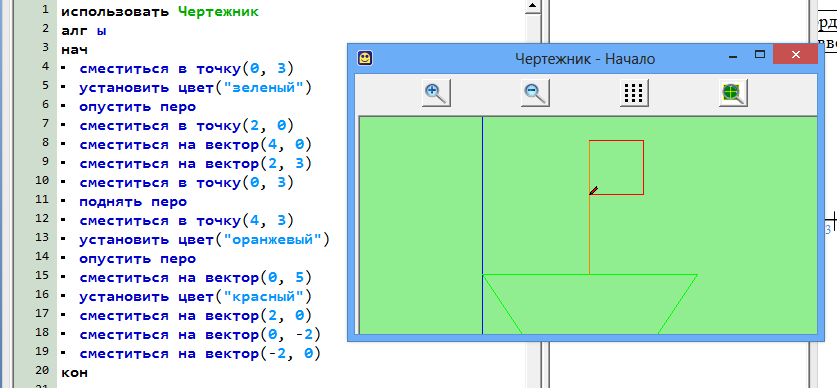 1 использовать Чертежник
2 алг ы
3 нач
4 сместиться в точку(0, 3)
5 установить цвет("зеленый")
6 опустить перо
7 сместиться в точку(2, 0)
8 сместиться на вектор(4, 0)
9 сместиться на вектор(2, 3)
10 сместиться в точку(0, 3)
11 поднять перо
12 сместиться в точку(4, 3)
13 установить цвет("оранжевый")
14 опустить перо
15 сместиться на вектор(0, 5)
16 установить цвет("красный")
17 сместиться на вектор(2, 0)
18 сместиться на вектор(0, -2)
19 сместиться на вектор(-2, 0)
20 кон
Чертежник - Начало
3